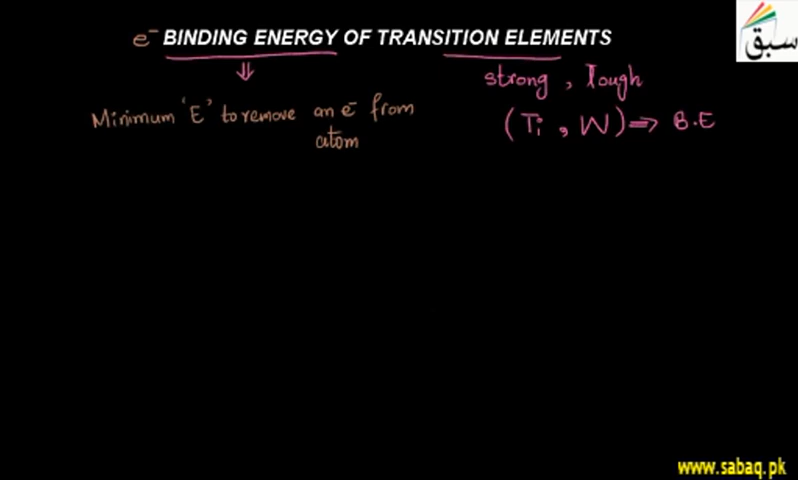 e⁻ BINDING ENERGY OF TRANSITION ELEMENTS
سبق
⇓
strong , Tough
Minimum 'E' to remove an e⁻ from
atom
(Ti , W) ⇒ B.E
www.sabaq.pk